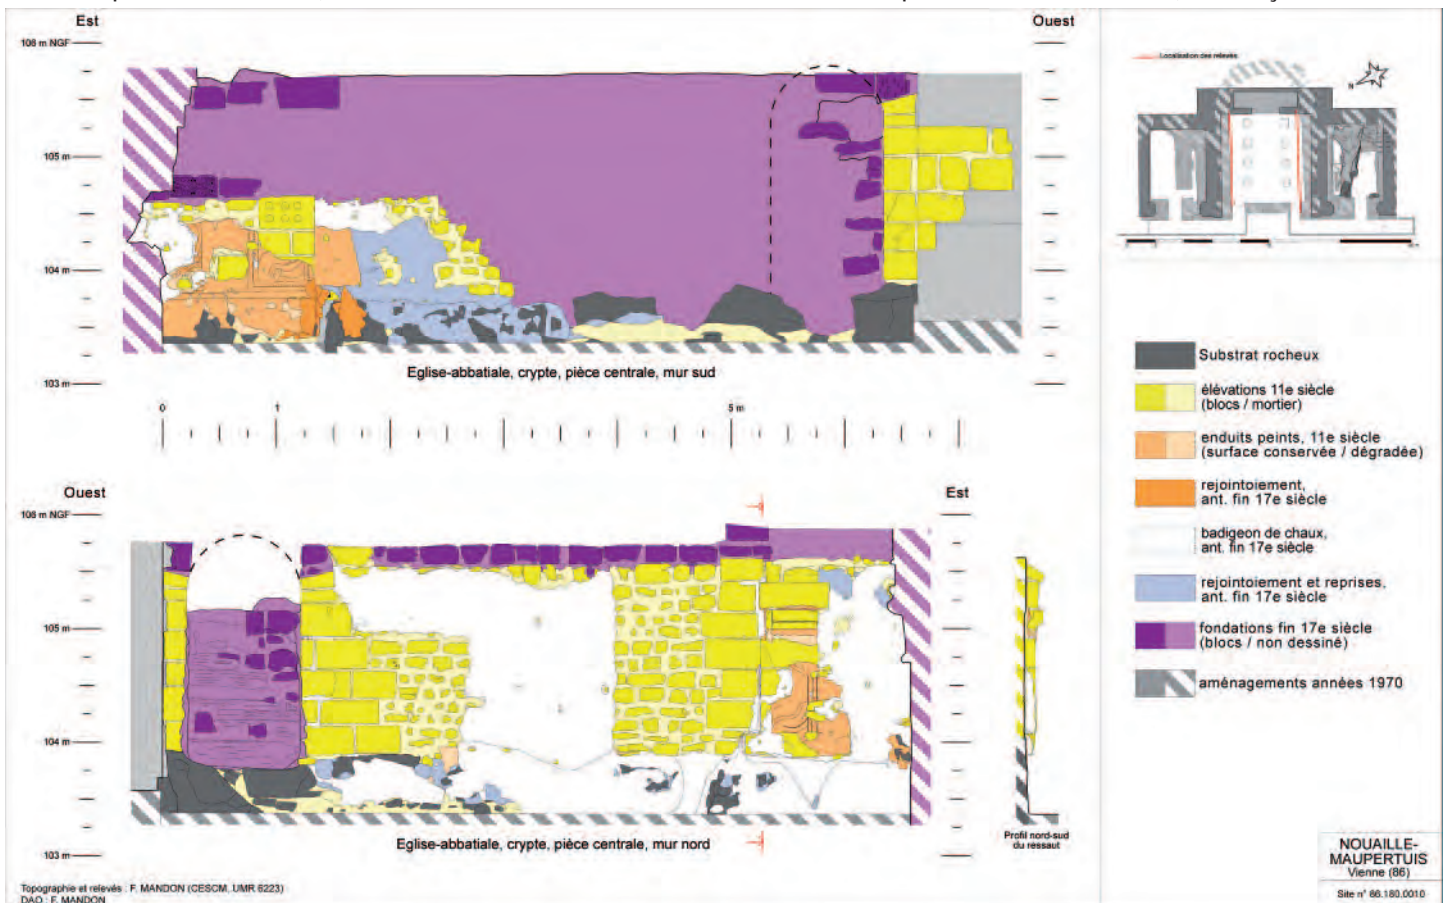 Est
Ouest
106 m NGF
105 m
104 m
103 m
Eglise-abbatiale, crypte, pièce centrale, mur sud
0 1 5 m
Ouest
Est
106 m NGF
105 m
104 m
103 m
Eglise-abbatiale, crypte, pièce centrale, mur nord
Profil nord-sud
du ressaut
Topographie et relevés : F. MANDON (CESCM, UMR 6223)
DAO : F. MANDON
Localisation des relevés
N
Substrat rocheux
élévations 11e siècle
(blocs / mortier)
enduits peints, 11e siècle
(surface conservée / dégradée)
rejointoiement,
ant. fin 17e siècle
badigeon de chaux,
ant. fin 17e siècle
rejointoiement et reprises,
ant. fin 17e siècle
fondations fin 17e siècle
(blocs / non dessiné)
aménagements années 1970
NOUAILLE-
MAUPERTUIS
Vienne (86)
Site n° 86.180.0010